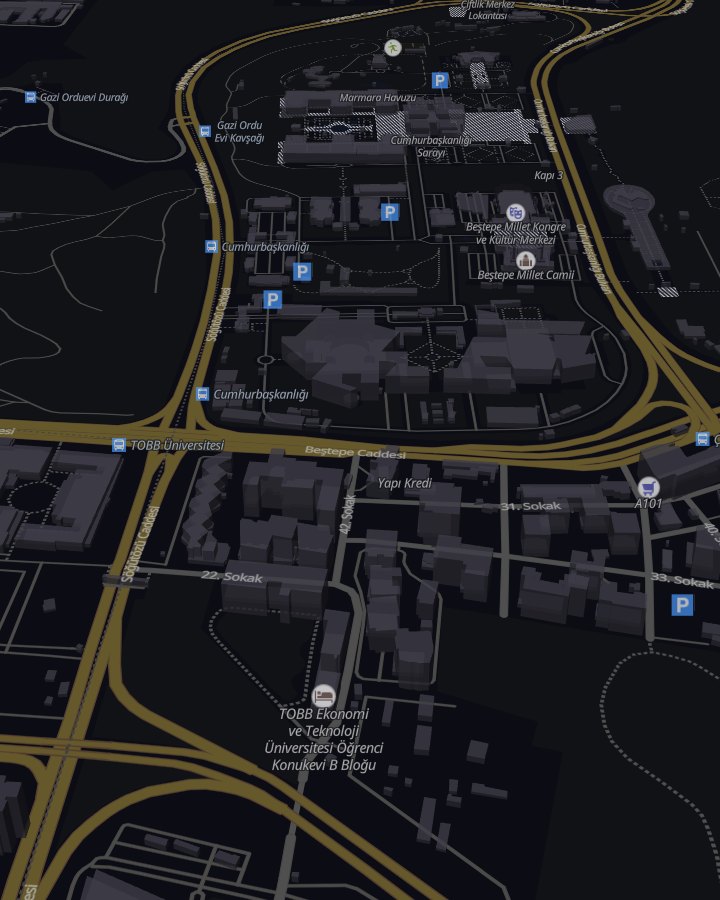 Çiftlik Merkez
Lokantası
P
Gazi Orduevi Durağı
Marmara Havuzu
Gazi Ordu
Evi Kavşağı
Cumhurbaşkanlığı
Sarayı
Kapı 3
P
Beştepe Millet Kongre
ve Kültür Merkezi
Cumhurbaşkanlığı
Beştepe Millet Camii
P
P
Söğütözü Caddesi
Cumhurbaşkanlığı
TOBB Üniversitesi
Beştepe Caddesi
Yapı Kredi
A101
31. Sokak
42. Sokak
Söğütözü Caddesi
22. Sokak
33. Sokak
P
TOBB Ekonomi
ve Teknoloji
Üniversitesi Öğrenci
Konukevi B Bloğu